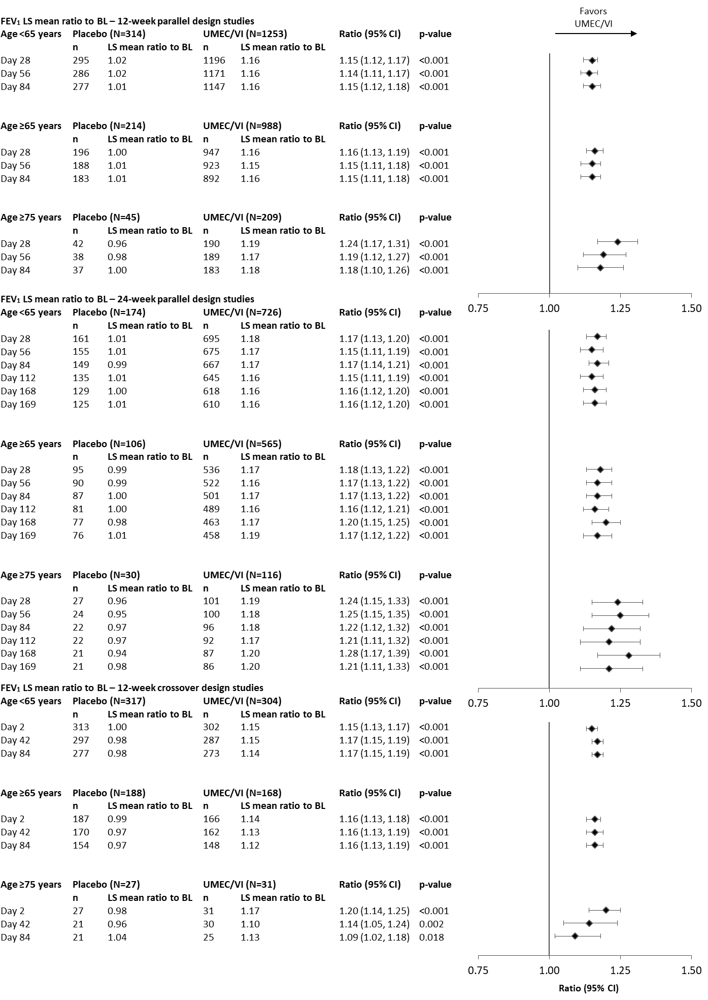 Favors
UMEC/VI
FEV₁ LS mean ratio to BL – 12-week parallel design studies
Age <65 years Placebo (N=314) UMEC/VI (N=1253) Ratio (95% CI) p-value
n LS mean ratio to BL n LS mean ratio to BL
Day 28 295 1.02 1196 1.16 1.15 (1.12, 1.17) <0.001
Day 56 286 1.02 1171 1.16 1.14 (1.11, 1.17) <0.001
Day 84 277 1.01 1147 1.16 1.15 (1.12, 1.18) <0.001
Age ≥65 years Placebo (N=214) UMEC/VI (N=988) Ratio (95% CI) p-value
n LS mean ratio to BL n LS mean ratio to BL
Day 28 196 1.00 947 1.16 1.16 (1.13, 1.19) <0.001
Day 56 188 1.01 923 1.15 1.15 (1.11, 1.18) <0.001
Day 84 183 1.01 892 1.16 1.15 (1.11, 1.18) <0.001
Age ≥75 years Placebo (N=45) UMEC/VI (N=209) Ratio (95% CI) p-value
n LS mean ratio to BL n LS mean ratio to BL
Day 28 42 0.96 190 1.19 1.24 (1.17, 1.31) <0.001
Day 56 38 0.98 189 1.17 1.19 (1.12, 1.27) <0.001
Day 84 37 1.00 183 1.18 1.18 (1.10, 1.26) <0.001
0.75 1.00 1.25 1.50
FEV₁ LS mean ratio to BL – 24-week parallel design studies
Age <65 years Placebo (N=174) UMEC/VI (N=726) Ratio (95% CI) p-value
n LS mean ratio to BL n LS mean ratio to BL
Day 28 161 1.01 695 1.18 1.17 (1.13, 1.20) <0.001
Day 56 155 1.01 675 1.17 1.15 (1.11, 1.19) <0.001
Day 84 149 0.99 667 1.17 1.17 (1.14, 1.21) <0.001
Day 112 135 1.01 645 1.16 1.15 (1.11, 1.19) <0.001
Day 168 129 1.00 618 1.16 1.16 (1.12, 1.20) <0.001
Day 169 125 1.01 610 1.16 1.16 (1.12, 1.20) <0.001
Age ≥65 years Placebo (N=106) UMEC/VI (N=565) Ratio (95% CI) p-value
n LS mean ratio to BL n LS mean ratio to BL
Day 28 95 0.99 536 1.17 1.18 (1.13, 1.22) <0.001
Day 56 90 0.99 522 1.16 1.17 (1.13, 1.22) <0.001
Day 84 87 1.00 501 1.17 1.17 (1.13, 1.22) <0.001
Day 112 81 1.00 489 1.16 1.16 (1.12, 1.21) <0.001
Day 168 77 0.98 463 1.17 1.20 (1.15, 1.25) <0.001
Day 169 76 1.01 458 1.19 1.17 (1.12, 1.22) <0.001
Age ≥75 years Placebo (N=30) UMEC/VI (N=116) Ratio (95% CI) p-value
n LS mean ratio to BL n LS mean ratio to BL
Day 28 27 0.96 101 1.19 1.24 (1.15, 1.33) <0.001
Day 56 24 0.95 100 1.18 1.25 (1.15, 1.35) <0.001
Day 84 22 0.97 96 1.18 1.22 (1.12, 1.32) <0.001
Day 112 22 0.97 92 1.17 1.21 (1.11, 1.32) <0.001
Day 168 21 0.94 87 1.20 1.28 (1.17, 1.39) <0.001
Day 169 21 0.98 86 1.20 1.21 (1.11, 1.33) <0.001
0.75 1.00 1.25 1.50
FEV₁ LS mean ratio to BL – 12-week crossover design studies
Age <65 years Placebo (N=317) UMEC/VI (N=304) Ratio (95% CI) p-value
n LS mean ratio to BL n LS mean ratio to BL
Day 2 313 1.00 302 1.15 1.15 (1.13, 1.17) <0.001
Day 42 297 0.98 287 1.15 1.17 (1.15, 1.19) <0.001
Day 84 277 0.98 273 1.14 1.17 (1.15, 1.19) <0.001
Age ≥65 years Placebo (N=188) UMEC/VI (N=168) Ratio (95% CI) p-value
n LS mean ratio to BL n LS mean ratio to BL
Day 2 187 0.99 166 1.14 1.16 (1.13, 1.18) <0.001
Day 42 170 0.97 162 1.13 1.16 (1.13, 1.19) <0.001
Day 84 154 0.97 148 1.12 1.16 (1.13, 1.19) <0.001
Age ≥75 years Placebo (N=27) UMEC/VI (N=31) Ratio (95% CI) p-value
n LS mean ratio to BL n LS mean ratio to BL
Day 2 27 0.98 31 1.17 1.20 (1.14, 1.25) <0.001
Day 42 21 0.96 30 1.10 1.14 (1.05, 1.24) 0.002
Day 84 21 1.04 25 1.13 1.09 (1.02, 1.18) 0.018
0.75 1.00 1.25 1.50
Ratio (95% CI)